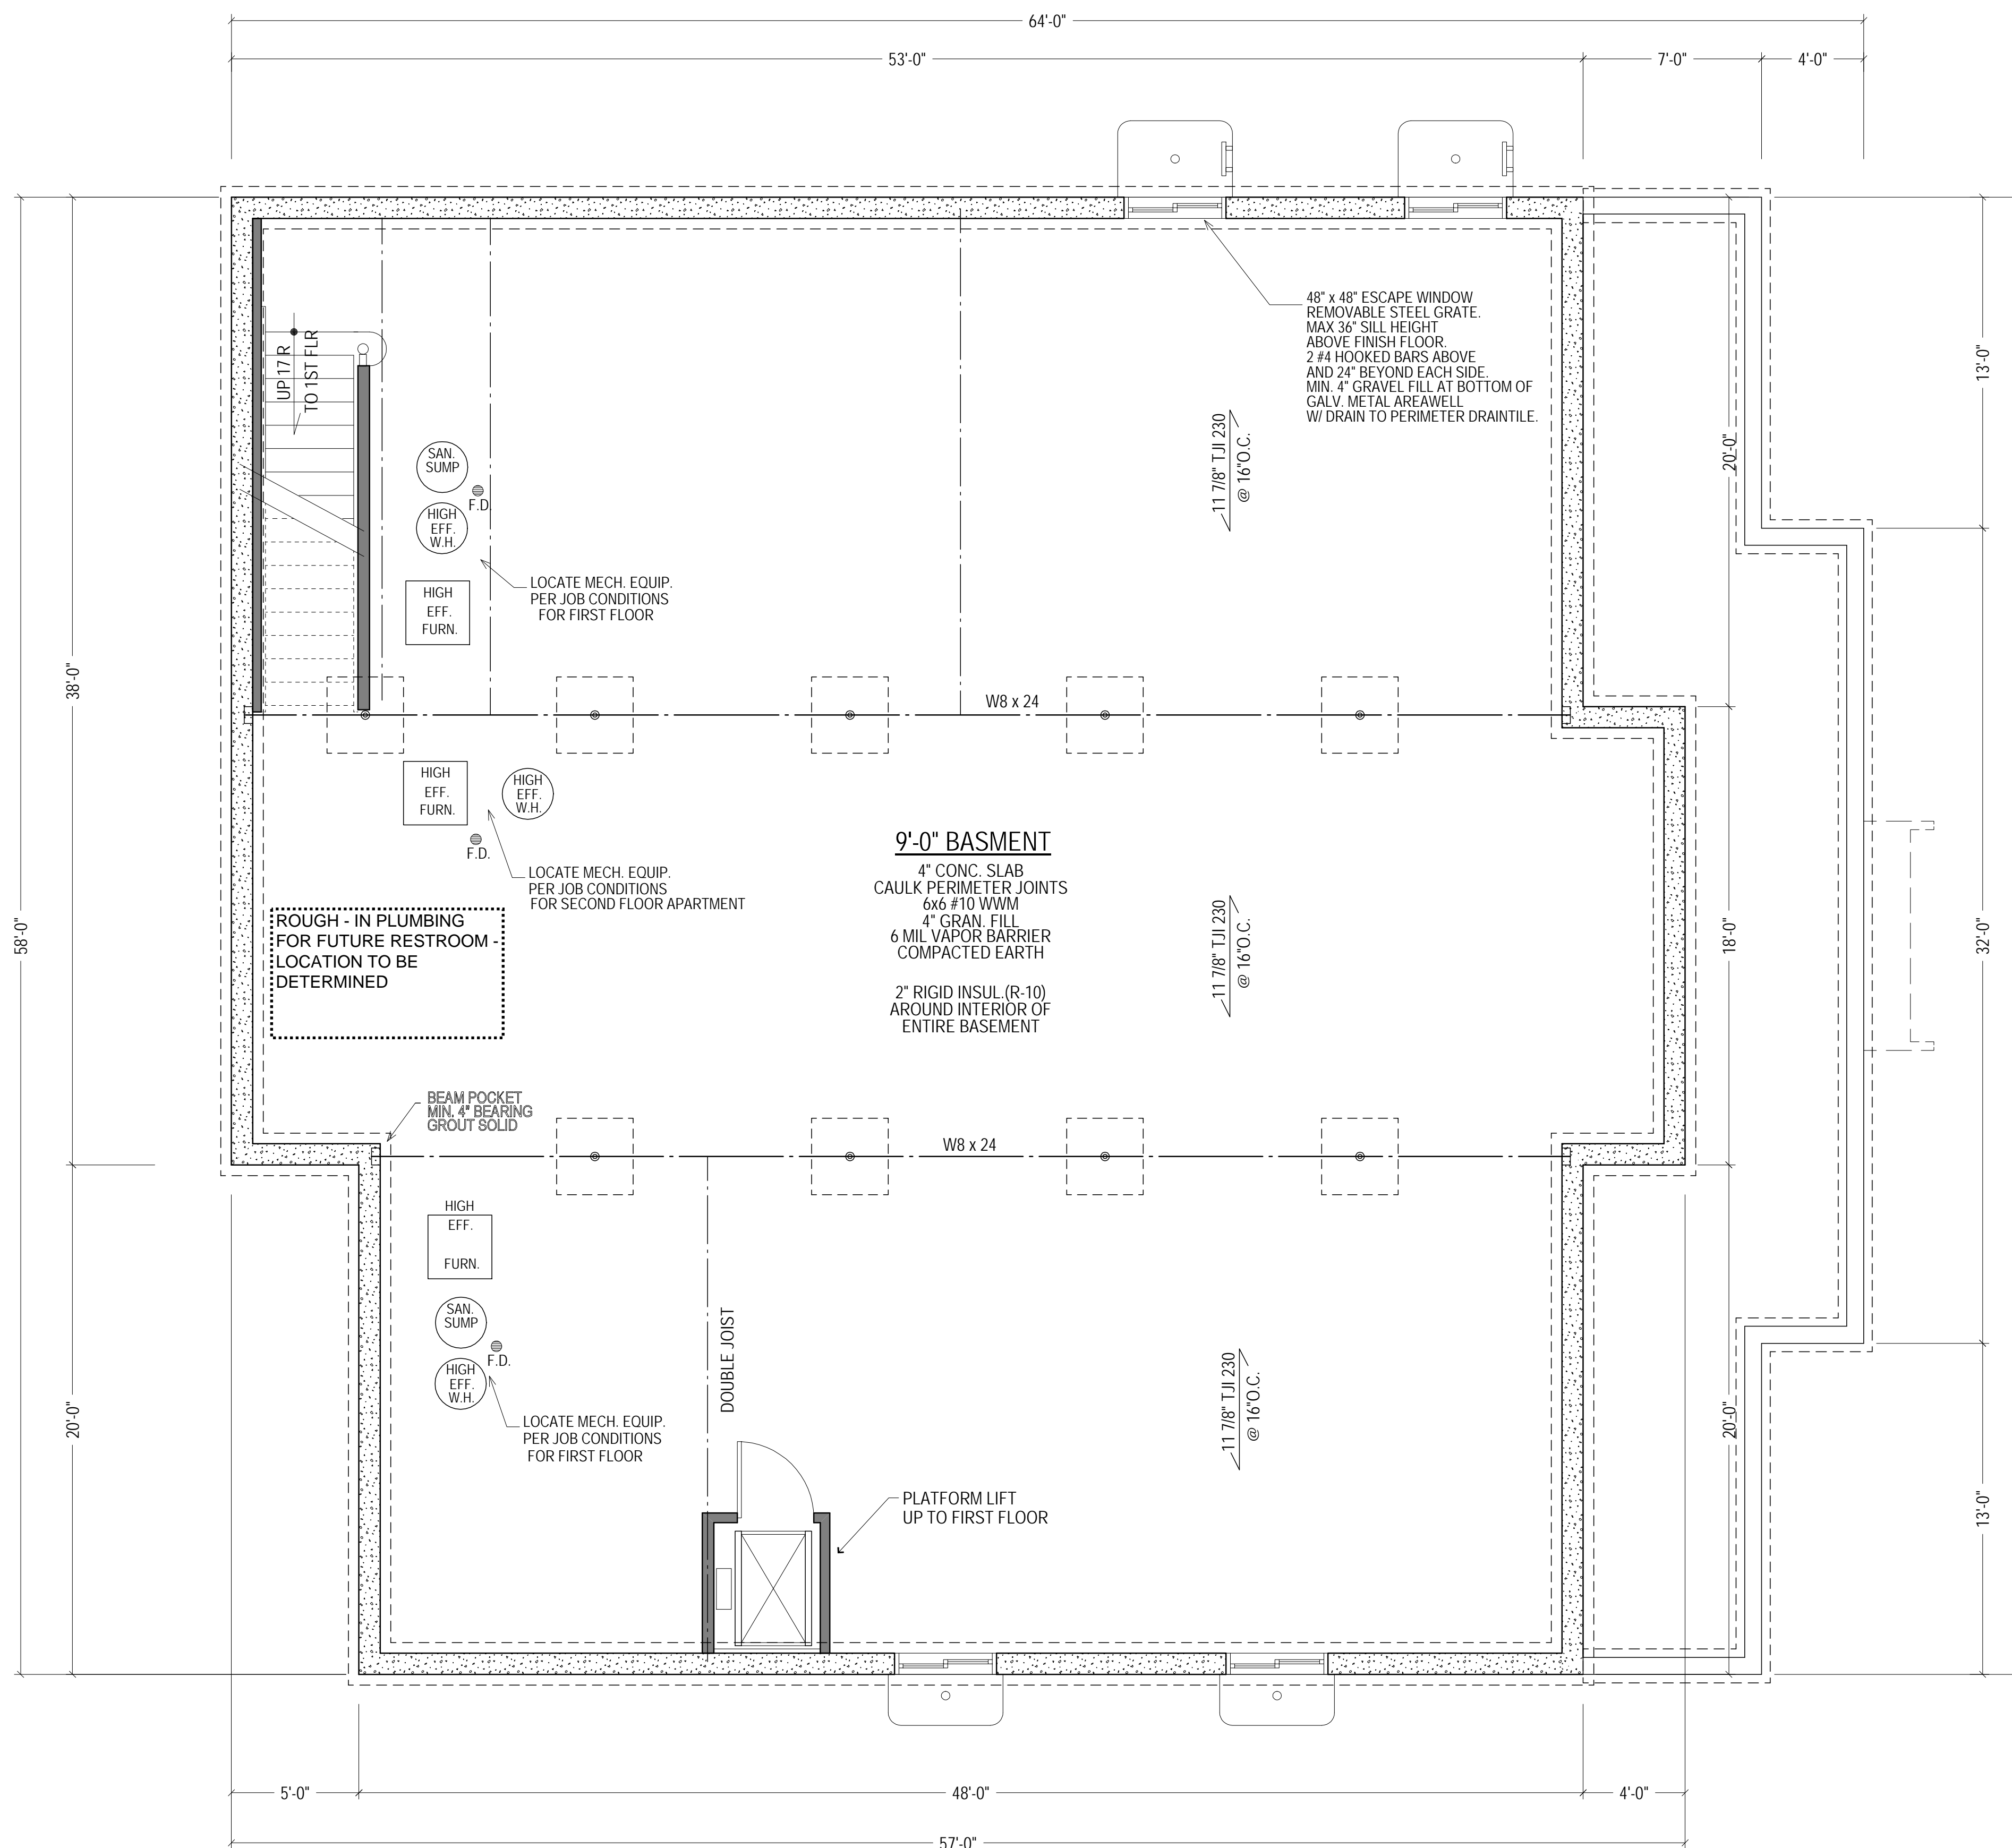 64'-0"
53'-0"
7'-0"
4'-0"
48" x 48" ESCAPE WINDOW
REMOVABLE STEEL GRATE.
MAX 36" SILL HEIGHT
ABOVE FINISH FLOOR.
2 #4 HOOKED BARS ABOVE
AND 24" BEYOND EACH SIDE.
MIN. 4" GRAVEL FILL AT BOTTOM OF
GALV. METAL AREAWELL
W/ DRAIN TO PERIMETER DRAINTILE.
UP 17 R
TO 1ST FLR
13'-0"
20'-0"
11 7/8" TJI 230
@ 16"O.C.
SAN.
SUMP
F.D.
HIGH
EFF.
W.H.
HIGH
EFF.
FURN.
LOCATE MECH. EQUIP.
PER JOB CONDITIONS
FOR FIRST FLOOR
38'-0"
W8 x 24
HIGH
EFF.
FURN.
HIGH
EFF.
W.H.
F.D.
LOCATE MECH. EQUIP.
PER JOB CONDITIONS
FOR SECOND FLOOR APARTMENT
9'-0" BASMENT
4" CONC. SLAB
CAULK PERIMETER JOINTS
6x6 #10 WWM
4" GRAN. FILL
6 MIL VAPOR BARRIER
COMPACTED EARTH
2" RIGID INSUL.(R-10)
AROUND INTERIOR OF
ENTIRE BASEMENT
ROUGH - IN PLUMBING
FOR FUTURE RESTROOM -
LOCATION TO BE
DETERMINED
58'-0"
11 7/8" TJI 230
@ 16"O.C.
18'-0"
32'-0"
BEAM POCKET
MIN. 4" BEARING
GROUT SOLID
W8 x 24
HIGH
EFF.
FURN.
SAN.
SUMP
F.D.
HIGH
EFF.
W.H.
LOCATE MECH. EQUIP.
PER JOB CONDITIONS
FOR FIRST FLOOR
DOUBLE JOIST
11 7/8" TJI 230
@ 16"O.C.
20'-0"
20'-0"
13'-0"
PLATFORM LIFT
UP TO FIRST FLOOR
5'-0"
48'-0"
4'-0"
57'-0"